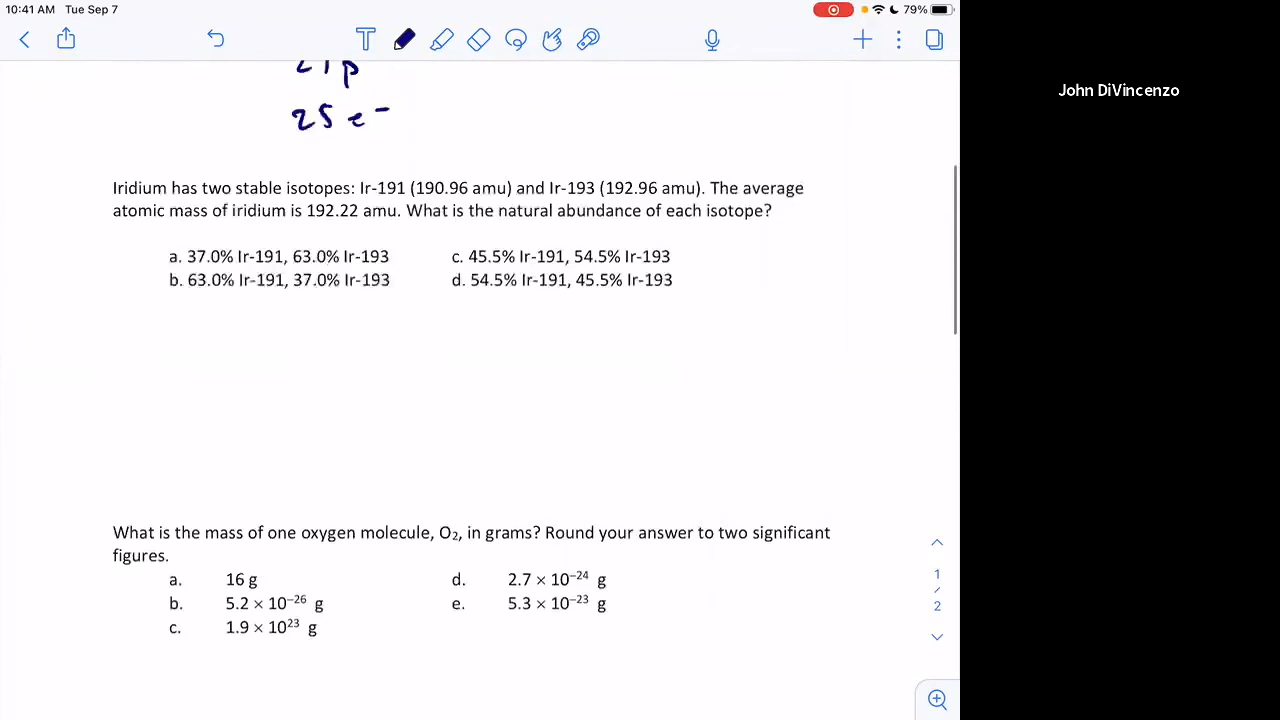 10:41 AM Tue Sep 7
79%
John DiVincenzo
25 e⁻
Iridium has two stable isotopes: Ir-191 (190.96 amu) and Ir-193 (192.96 amu). The average
atomic mass of iridium is 192.22 amu. What is the natural abundance of each isotope?
a. 37.0% Ir-191, 63.0% Ir-193 c. 45.5% Ir-191, 54.5% Ir-193
b. 63.0% Ir-191, 37.0% Ir-193 d. 54.5% Ir-191, 45.5% Ir-193
What is the mass of one oxygen molecule, O₂, in grams? Round your answer to two significant
figures.
a. 16 g d. 2.7 × 10⁻²⁴ g
b. 5.2 × 10⁻²⁶ g e. 5.3 × 10⁻²³ g
c. 1.9 × 10²³ g
1
/
2